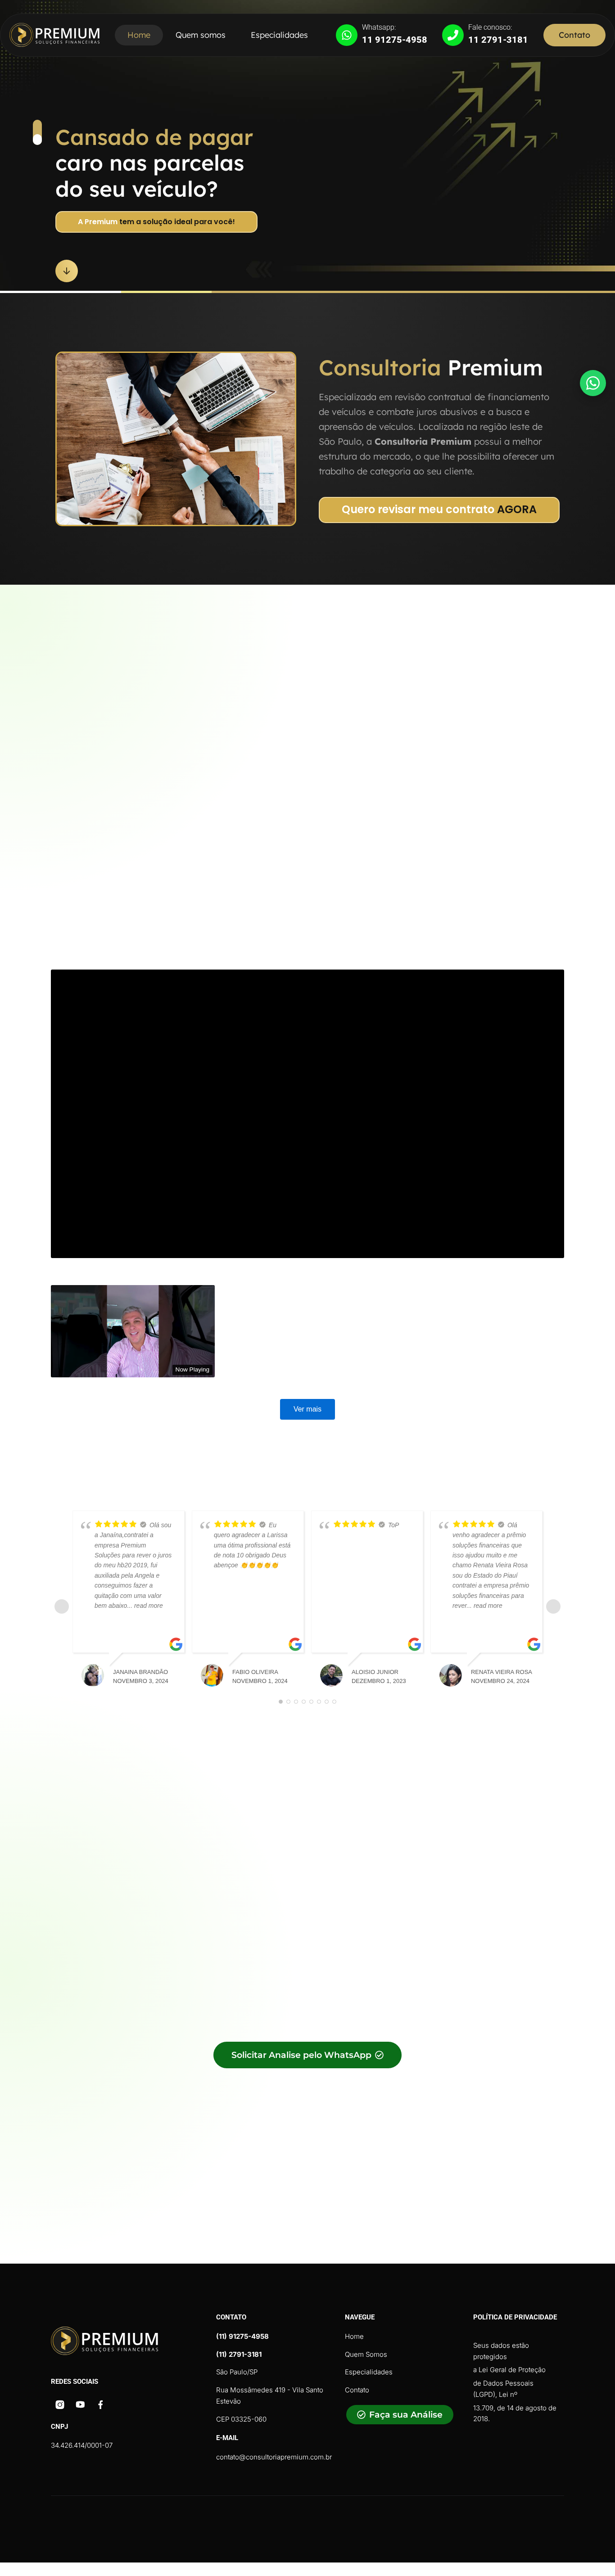 PREMIUM
SOLUÇÕES FINANCEIRAS
Home
Quem somos
Especialidades
Whatsapp:
11 91275-4958
Fale conosco:
11 2791-3181
Contato
Cansado de pagar
caro nas parcelas
do seu veículo?
A Premium tem a solução ideal para você!
Consultoria Premium
Especializada em revisão contratual de financiamento
de veículos e combate juros abusivos e a busca e
apreensão de veículos. Localizada na região leste de
São Paulo, a Consultoria Premium possui a melhor
estrutura do mercado, o que lhe possibilita oferecer um
trabalho de categoria ao seu cliente.
Quero revisar meu contrato AGORA
Now Playing
Ver mais
Olá sou
a Janaína,contratei a
empresa Premium
Soluções para rever o juros
do meu hb20 2019, fui
auxiliada pela Angela e
conseguimos fazer a
quitação com uma valor
bem abaixo... read more
JANAINA BRANDÃO
NOVEMBRO 3, 2024
Eu
quero agradecer a Larissa
uma ótima profissional está
de nota 10 obrigado Deus
abençoe 👏👏👏👏👏
FABIO OLIVEIRA
NOVEMBRO 1, 2024
ToP
ALOISIO JUNIOR
DEZEMBRO 1, 2023
Olá
venho agradecer a prêmio
soluções financeiras que
isso ajudou muito e me
chamo Renata Vieira Rosa
sou do Estado do Piauí
contratei a empresa prêmio
soluções financeiras para
rever... read more
RENATA VIEIRA ROSA
NOVEMBRO 24, 2024
Solicitar Analise pelo WhatsApp
PREMIUM
SOLUÇÕES FINANCEIRAS
REDES SOCIAIS
CNPJ
34.426.414/0001-07
CONTATO
(11) 91275-4958
(11) 2791-3181
São Paulo/SP
Rua Mossâmedes 419 - Vila Santo
Estevão
CEP 03325-060
E-MAIL
contato@consultoriapremium.com.br
NAVEGUE
Home
Quem Somos
Especialidades
Contato
Faça sua Análise
POLÍTICA DE PRIVACIDADE
Seus dados estão
protegidos
a Lei Geral de Proteção
de Dados Pessoais
(LGPD), Lei nº
13.709, de 14 de agosto de
2018.